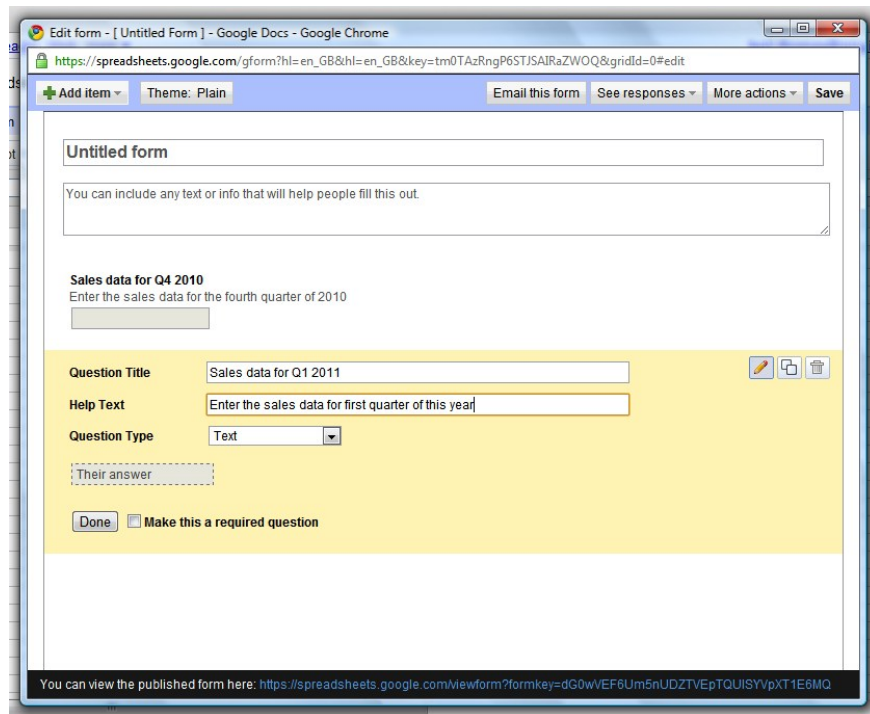 Edit form - [ Untitled Form ] - Google Docs - Google Chrome
https://spreadsheets.google.com/gform?hl=en_GB&hl=en_GB&key=tm0TAzRngP6STJSAIRaZWOQ&gridId=0#edit
Add item Theme: Plain Email this form See responses More actions Save
Untitled form
You can include any text or info that will help people fill this out.
Sales data for Q4 2010
Enter the sales data for the fourth quarter of 2010
Question Title Sales data for Q1 2011
Help Text Enter the sales data for first quarter of this year
Question Type Text
Their answer
Done Make this a required question
You can view the published form here: https://spreadsheets.google.com/viewform?formkey=dG0wVEF6Um5nUDZTVEpTQUlSYVpXT1E6MQ